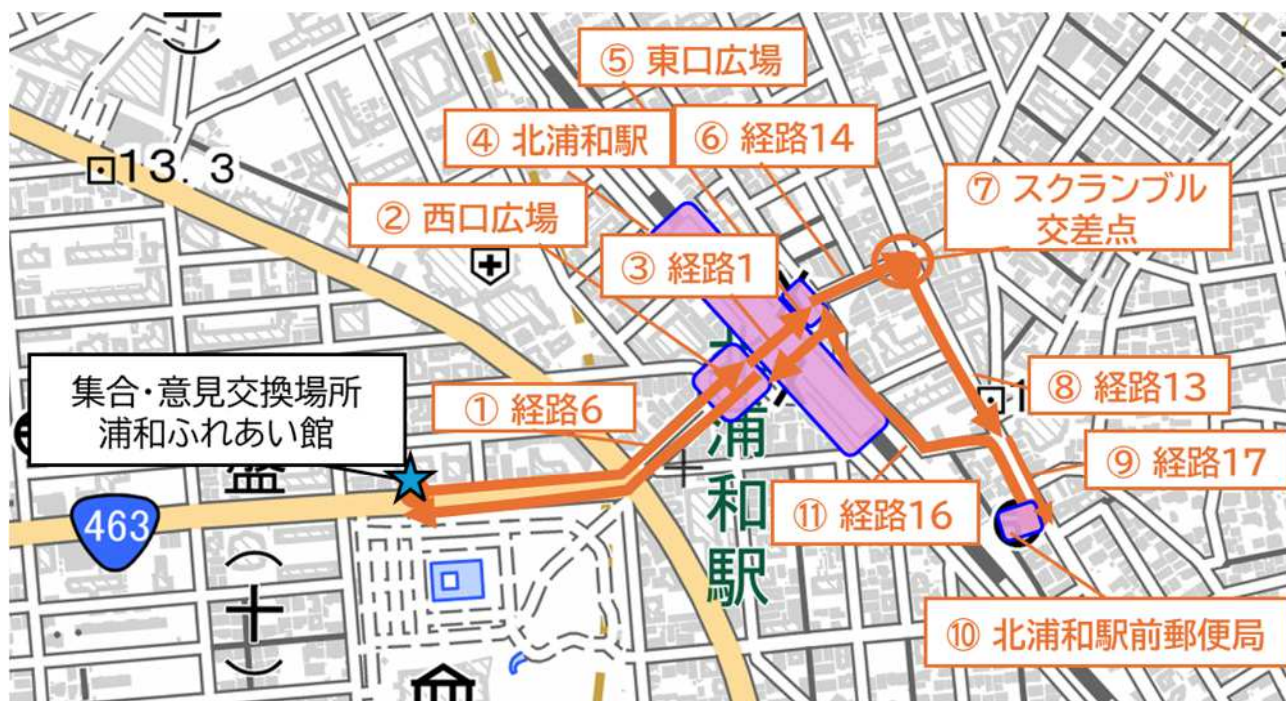 ⑤ 東口広場
④ 北浦和駅
⑥ 経路14
13. 3
② 西口広場
⑦ スクランブル
交差点
③ 経路1
集合・意見交換場所
浦和ふれあい館
① 経路6
⑧ 経路13
⑨ 経路17
浦和駅
463
⑪ 経路16
(十)
⑩ 北浦和駅前郵便局